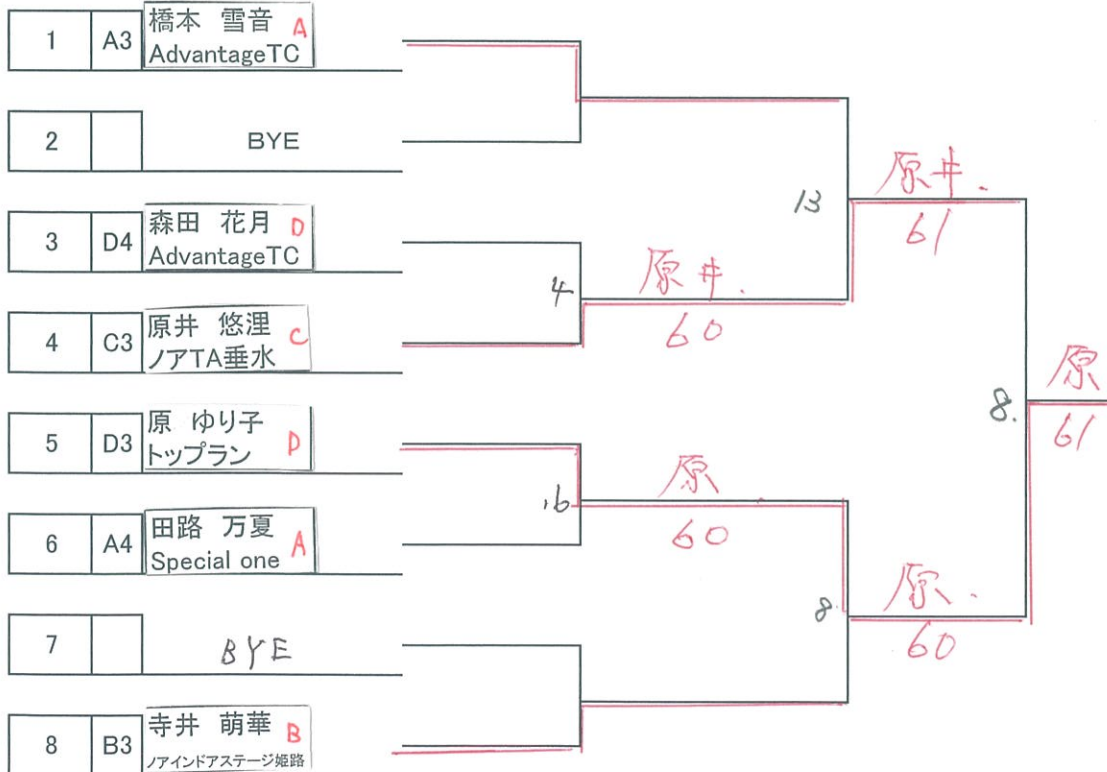 1 A3 橋本 雪音 A
AdvantageTC
2 BYE
3 D4 森田 花月 D
AdvantageTC
4 C3 原井 悠浬 C
ノアTA垂水
5 D3 原 ゆり子 D
トップラン
6 A4 田路 万夏 A
Special one
7 BYE
8 B3 寺井 萌華 B
ノアインドアステージ姫路
4
原井.
60
16
原
60
13
原井.
61
8
原.
60
8.
原
61